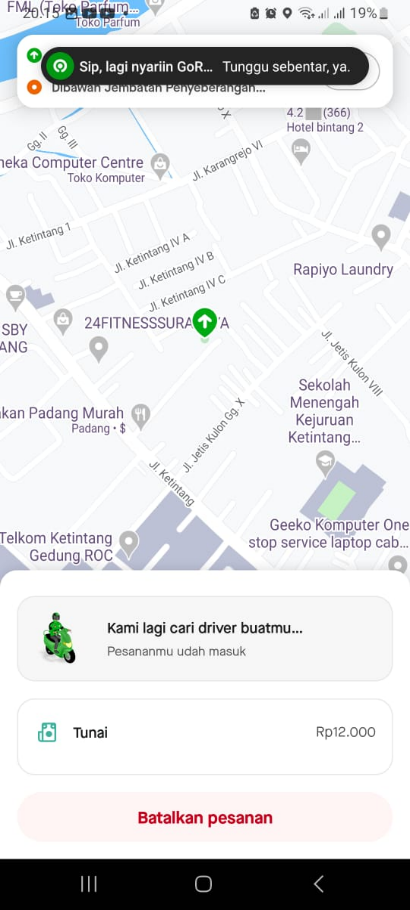 FML (Toko Parfum...
20.15
19%
Toko Parfum
Sip, lagi nyariin GoR... Tunggu sebentar, ya.
Dibawah Jembatan Penyeberangan...
4.2 (366)
Hotel bintang 2
Gg. II
Gg. III
X
neka Computer Centre
Toko Komputer
Jl. Karangrejo VI
Jl. Ketintang 1
Jl. Ketintang IV A
Jl. Ketintang IV B
Jl. Ketintang IV C
Rapiyo Laundry
SBY
ANG
24FITNESSSURA A
Jl. Jetis Kulon VIII
Sekolah
Menengah
Kejuruan
Ketintang...
kan Padang Murah
Padang • $
Jl. Jetis Kulon Gg. X
Jl. Ketintang
Telkom Ketintang
Gedung ROC
Geeko Komputer One
stop service laptop cab...
Kami lagi cari driver buatmu...
Pesananmu udah masuk
Tunai
Rp12.000
Batalkan pesanan